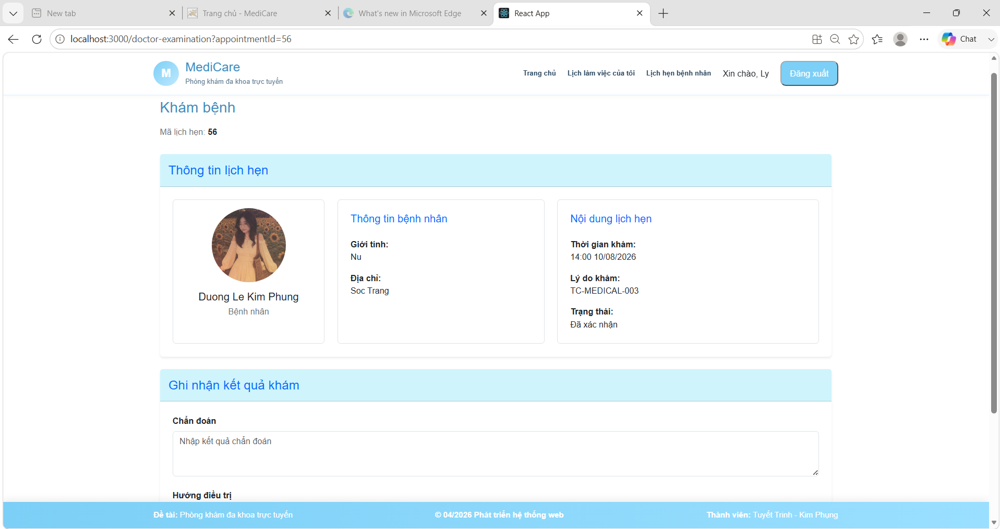 New tab
Trang chủ - MediCare
What's new in Microsoft Edge
React App
localhost:3000/doctor-examination?appointmentId=56
Chat
M
MediCare
Phòng khám đa khoa trực tuyến
Trang chủ
Lịch làm việc của tôi
Lịch hẹn bệnh nhân
Xin chào, Ly
Đăng xuất
Khám bệnh
Mã lịch hẹn: 56
Thông tin lịch hẹn
Duong Le Kim Phung
Bệnh nhân
Thông tin bệnh nhân
Giới tính:
Nu
Địa chỉ:
Soc Trang
Nội dung lịch hẹn
Thời gian khám:
14:00 10/08/2026
Lý do khám:
TC-MEDICAL-003
Trạng thái:
Đã xác nhận
Ghi nhận kết quả khám
Chẩn đoán
Nhập kết quả chẩn đoán
Hướng điều trị
Đề tài: Phòng khám đa khoa trực tuyến
© 04/2026 Phát triển hệ thống web
Thành viên: Tuyết Trinh - Kim Phụng